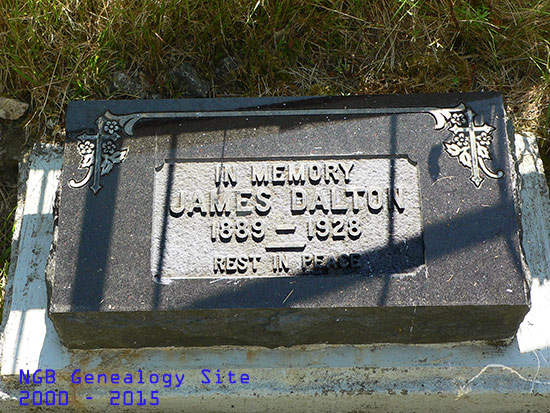 IN MEMORY
JAMES DALTON
1889 – 1928
REST IN PEACE
NGB Genealogy Site
2000 - 2015